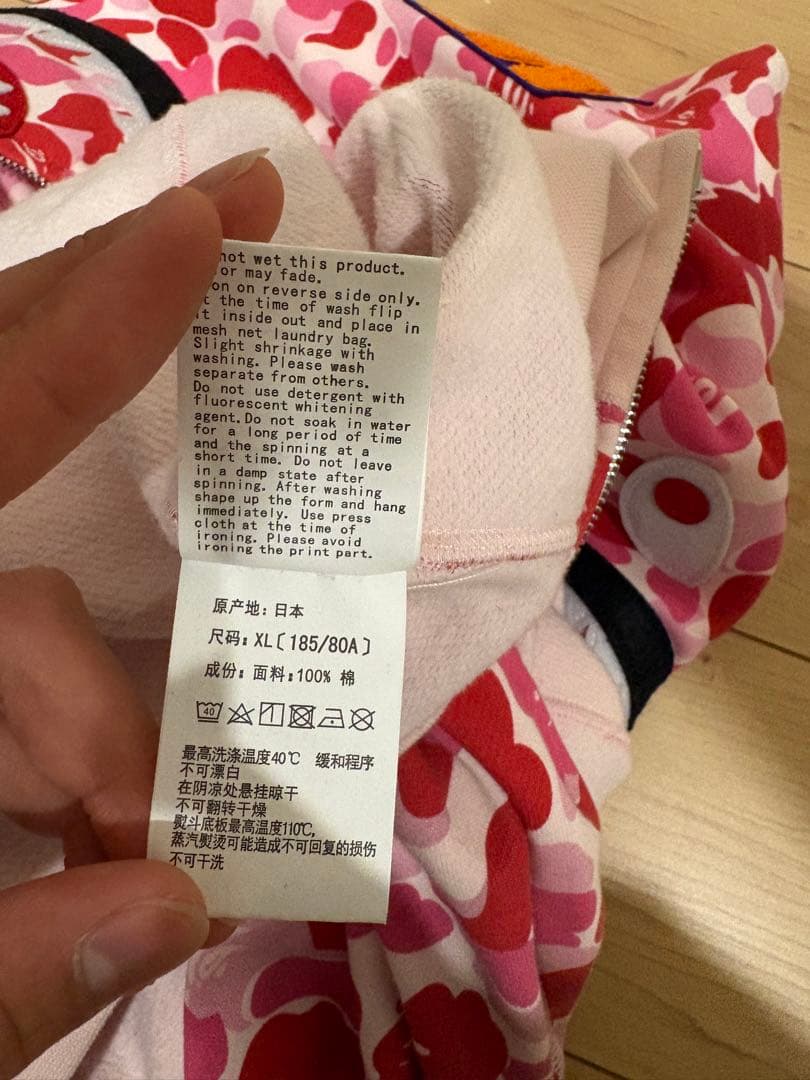 not wet this product.
or may fade.
on on reverse side only.
t the time of wash flip
it inside out and place in
mesh net laundry bag.
Slight shrinkage with
washing. Please wash
separate from others.
Do not use detergent with
fluorescent whitening
agent.Do not soak in water
for a long period of time
and the spinning at a
short time. Do not leave
in a damp state after
spinning. After washing
shape up the form and hang
immediately. Use press
cloth at the time of
ironing. Please avoid
ironing the print part.
原产地: 日本
尺码: XL〔185/80A〕
成份: 面料:100% 棉
40
最高洗涤温度40℃ 缓和程序
不可漂白
在阴凉处悬挂晾干
不可翻转干燥
熨斗底板最高温度110℃,
蒸汽熨烫可能造成不可回复的损伤
不可干洗